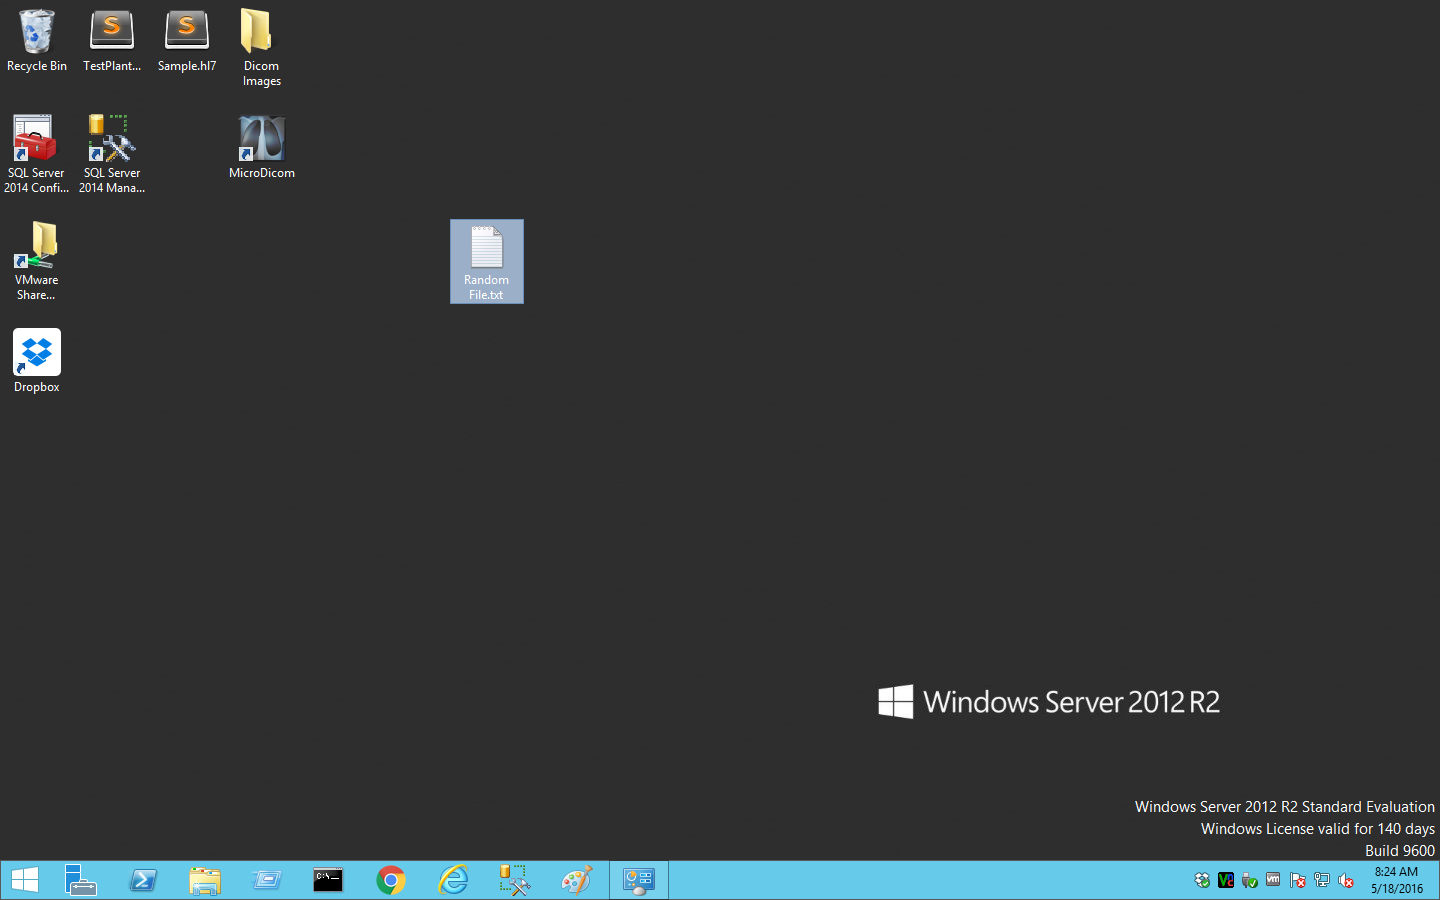 Recycle Bin
TestPlant...
Sample.hl7
Dicom
Images
SQL Server
2014 Confi...
SQL Server
2014 Mana...
MicroDicom
VMware
Share...
Random
File.txt
Dropbox
Windows Server 2012 R2
Windows Server 2012 R2 Standard Evaluation
Windows License valid for 140 days
Build 9600
C:\_
vm
8:24 AM
5/18/2016